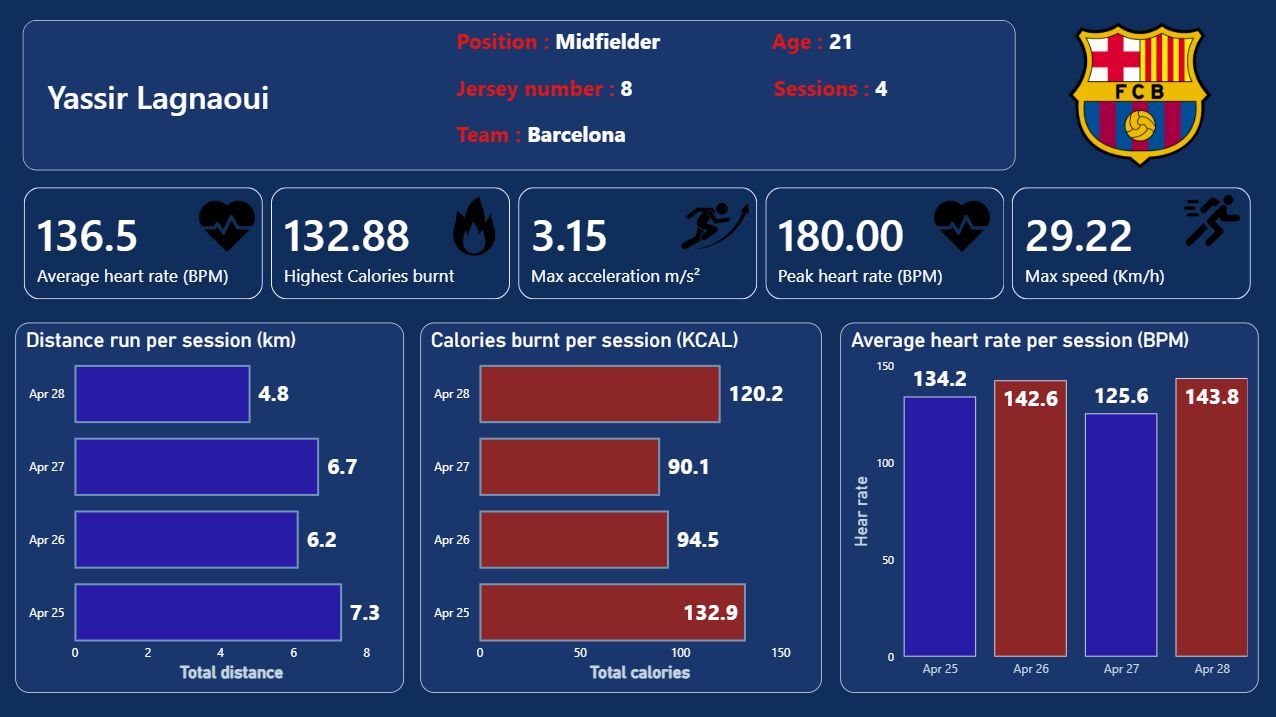 Yassir Lagnaoui
Position : Midfielder
Age : 21
Jersey number : 8
Sessions : 4
Team : Barcelona
FCB
136.5
Average heart rate (BPM)
132.88
Highest Calories burnt
3.15
Max acceleration m/s²
180.00
Peak heart rate (BPM)
29.22
Max speed (Km/h)
Distance run per session (km)
Apr 28
4.8
Apr 27
6.7
Apr 26
6.2
Apr 25
7.3
0 2 4 6 8
Total distance
Calories burnt per session (KCAL)
Apr 28
120.2
Apr 27
90.1
Apr 26
94.5
Apr 25
132.9
0 50 100 150
Total calories
Average heart rate per session (BPM)
150
100
50
0
Hear rate
134.2
142.6
125.6
143.8
Apr 25 Apr 26 Apr 27 Apr 28